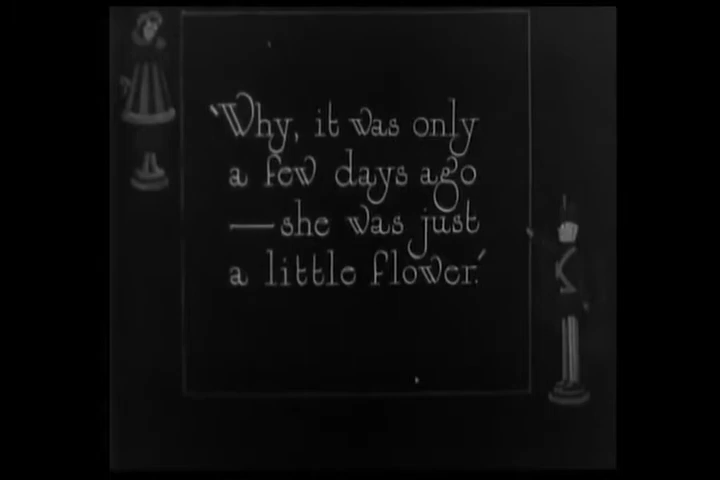 'Why, it was only
a few days ago
—she was just
a little flower.'